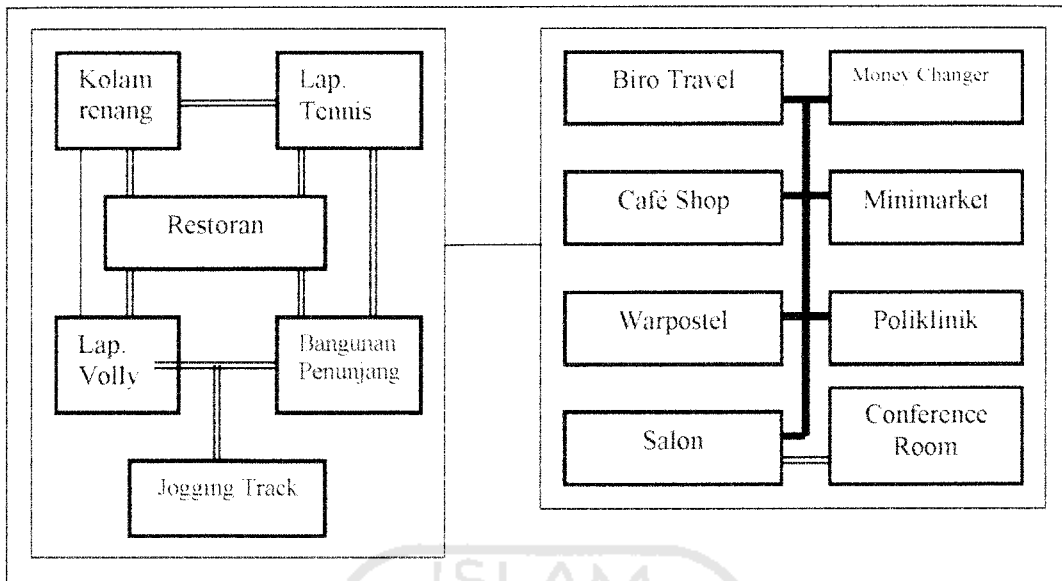 Kolam
renang
Lap.
Tennis
Restoran
Lap.
Volly
Bangunan
Penunjang
Jogging Track
Biro Travel
Money Changer
Café Shop
Minimarket
Warpostel
Poliklinik
Salon
Conference
Room
ISLAM